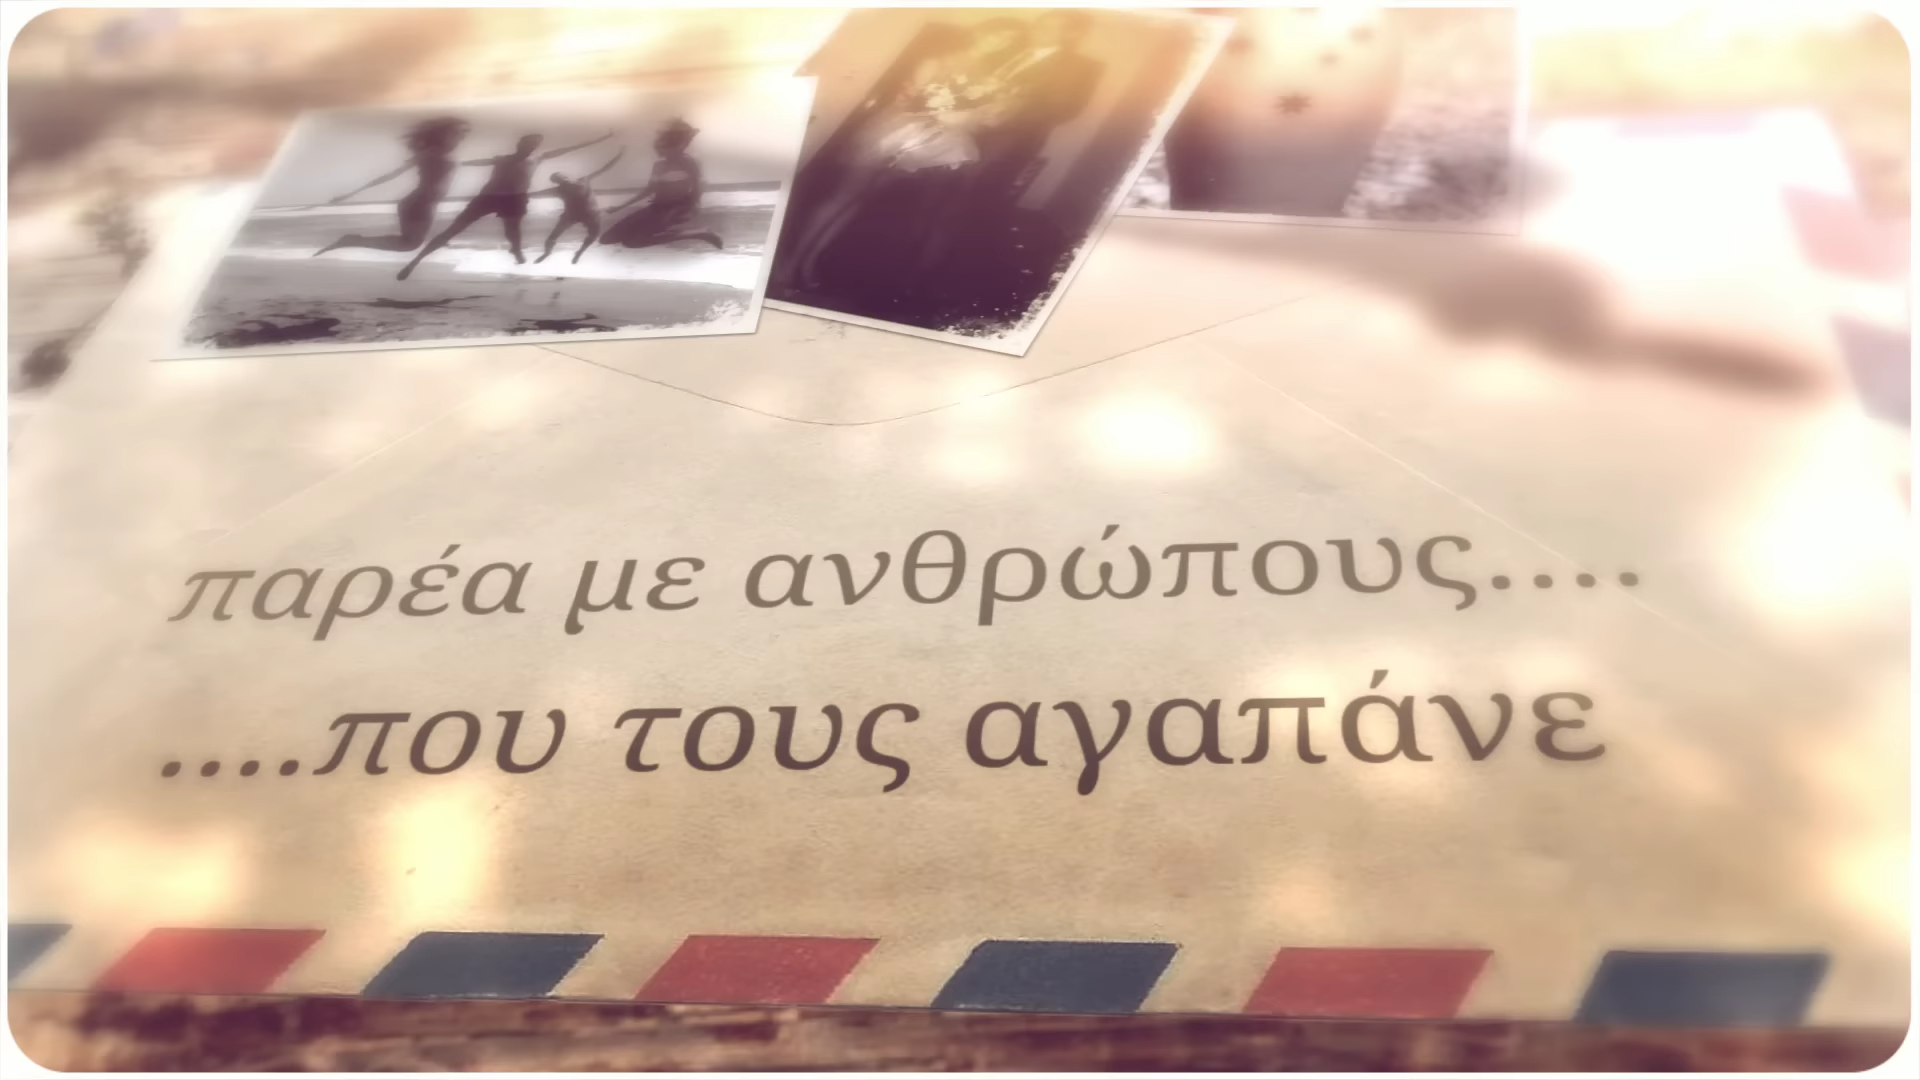 παρέα με ανθρώπους....
....που τους αγαπάνε